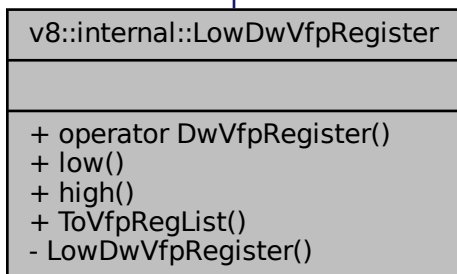 v8::internal::LowDwVfpRegister
+ operator DwVfpRegister()
+ low()
+ high()
+ ToVfpRegList()
- LowDwVfpRegister()